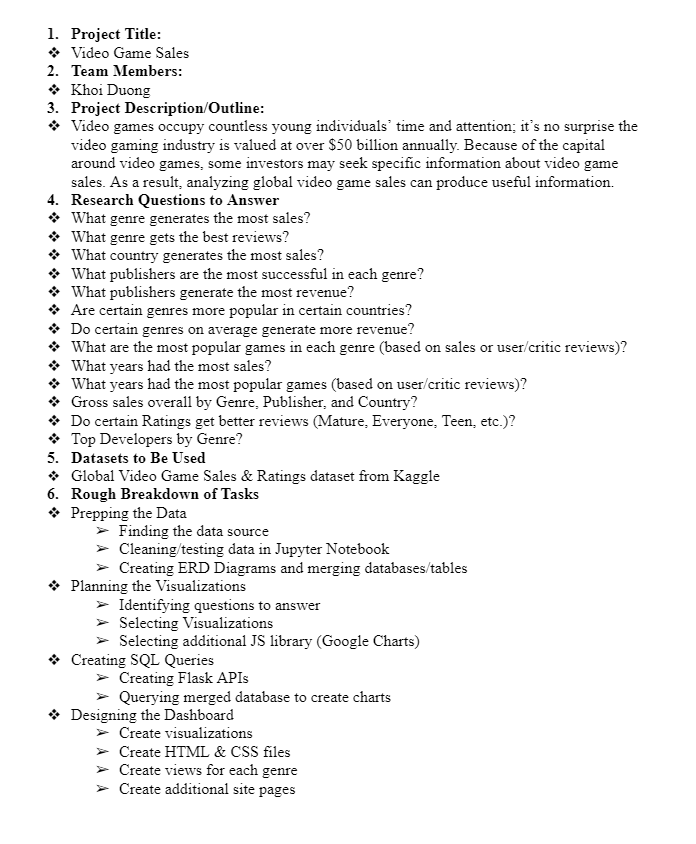 1. Project Title:
❖ Video Game Sales
2. Team Members:
❖ Khoi Duong
3. Project Description/Outline:
❖ Video games occupy countless young individuals’ time and attention; it’s no surprise the
video gaming industry is valued at over $50 billion annually. Because of the capital
around video games, some investors may seek specific information about video game
sales. As a result, analyzing global video game sales can produce useful information.
4. Research Questions to Answer
❖ What genre generates the most sales?
❖ What genre gets the best reviews?
❖ What country generates the most sales?
❖ What publishers are the most successful in each genre?
❖ What publishers generate the most revenue?
❖ Are certain genres more popular in certain countries?
❖ Do certain genres on average generate more revenue?
❖ What are the most popular games in each genre (based on sales or user/critic reviews)?
❖ What years had the most sales?
❖ What years had the most popular games (based on user/critic reviews)?
❖ Gross sales overall by Genre, Publisher, and Country?
❖ Do certain Ratings get better reviews (Mature, Everyone, Teen, etc.)?
❖ Top Developers by Genre?
5. Datasets to Be Used
❖ Global Video Game Sales & Ratings dataset from Kaggle
6. Rough Breakdown of Tasks
❖ Prepping the Data
➢ Finding the data source
➢ Cleaning/testing data in Jupyter Notebook
➢ Creating ERD Diagrams and merging databases/tables
❖ Planning the Visualizations
➢ Identifying questions to answer
➢ Selecting Visualizations
➢ Selecting additional JS library (Google Charts)
❖ Creating SQL Queries
➢ Creating Flask APIs
➢ Querying merged database to create charts
❖ Designing the Dashboard
➢ Create visualizations
➢ Create HTML & CSS files
➢ Create views for each genre
➢ Create additional site pages